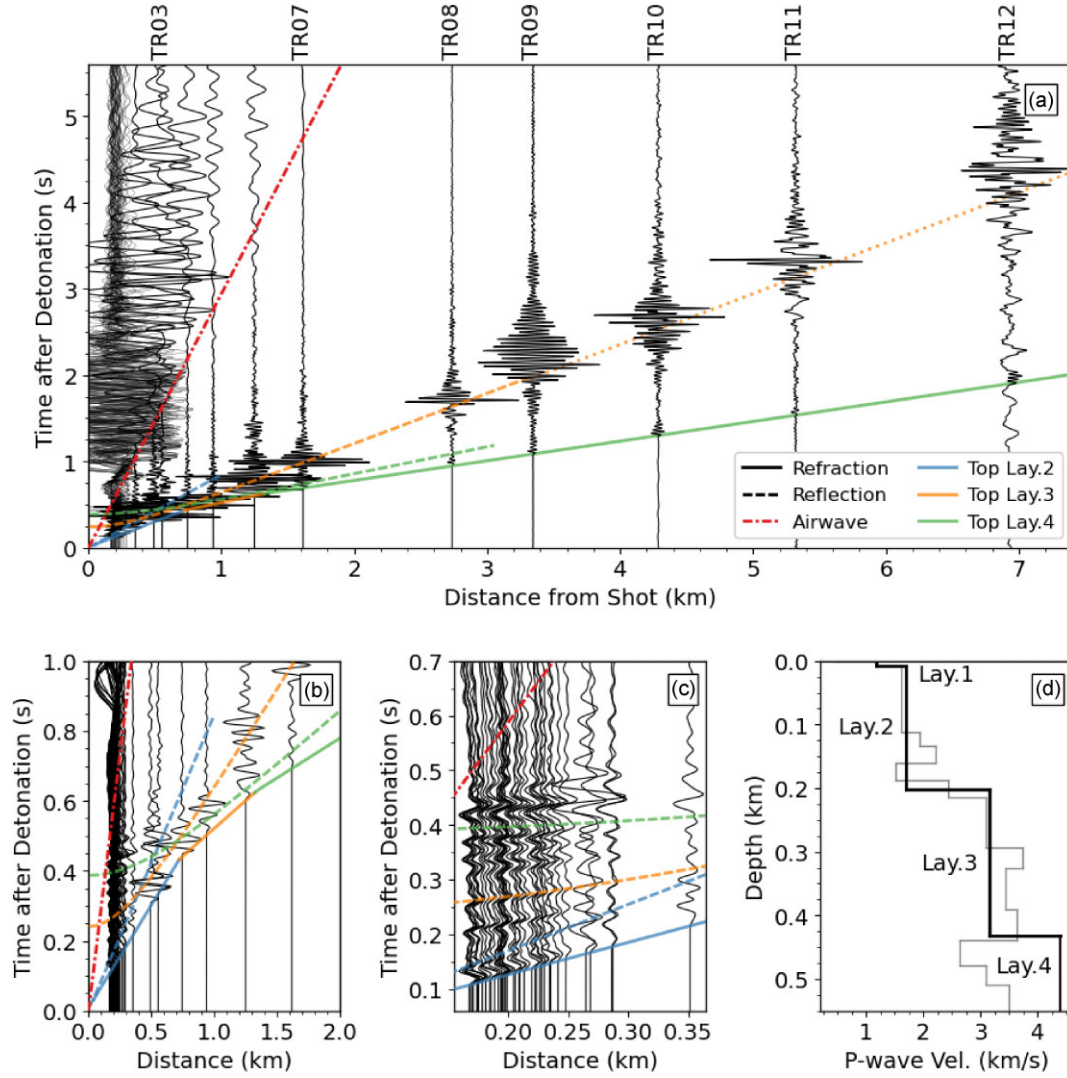 TR03 TR07 TR08 TR09 TR10 TR11 TR12
(a)
Time after Detonation (s)
5
4
3
2
1
0
Refraction Top Lay.2
Reflection Top Lay.3
Airwave Top Lay.4
0 1 2 3 4 5 6 7
Distance from Shot (km)
(b)
Time after Detonation (s)
1.0
0.8
0.6
0.4
0.2
0.0
0.0 0.5 1.0 1.5 2.0
Distance (km)
(c)
Time after Detonation (s)
0.7
0.6
0.5
0.4
0.3
0.2
0.1
0.20 0.25 0.30 0.35
Distance (km)
(d)
Depth (km)
0.0
0.1
0.2
0.3
0.4
0.5
Lay.1
Lay.2
Lay.3
Lay.4
1 2 3 4
P-wave Vel. (km/s)